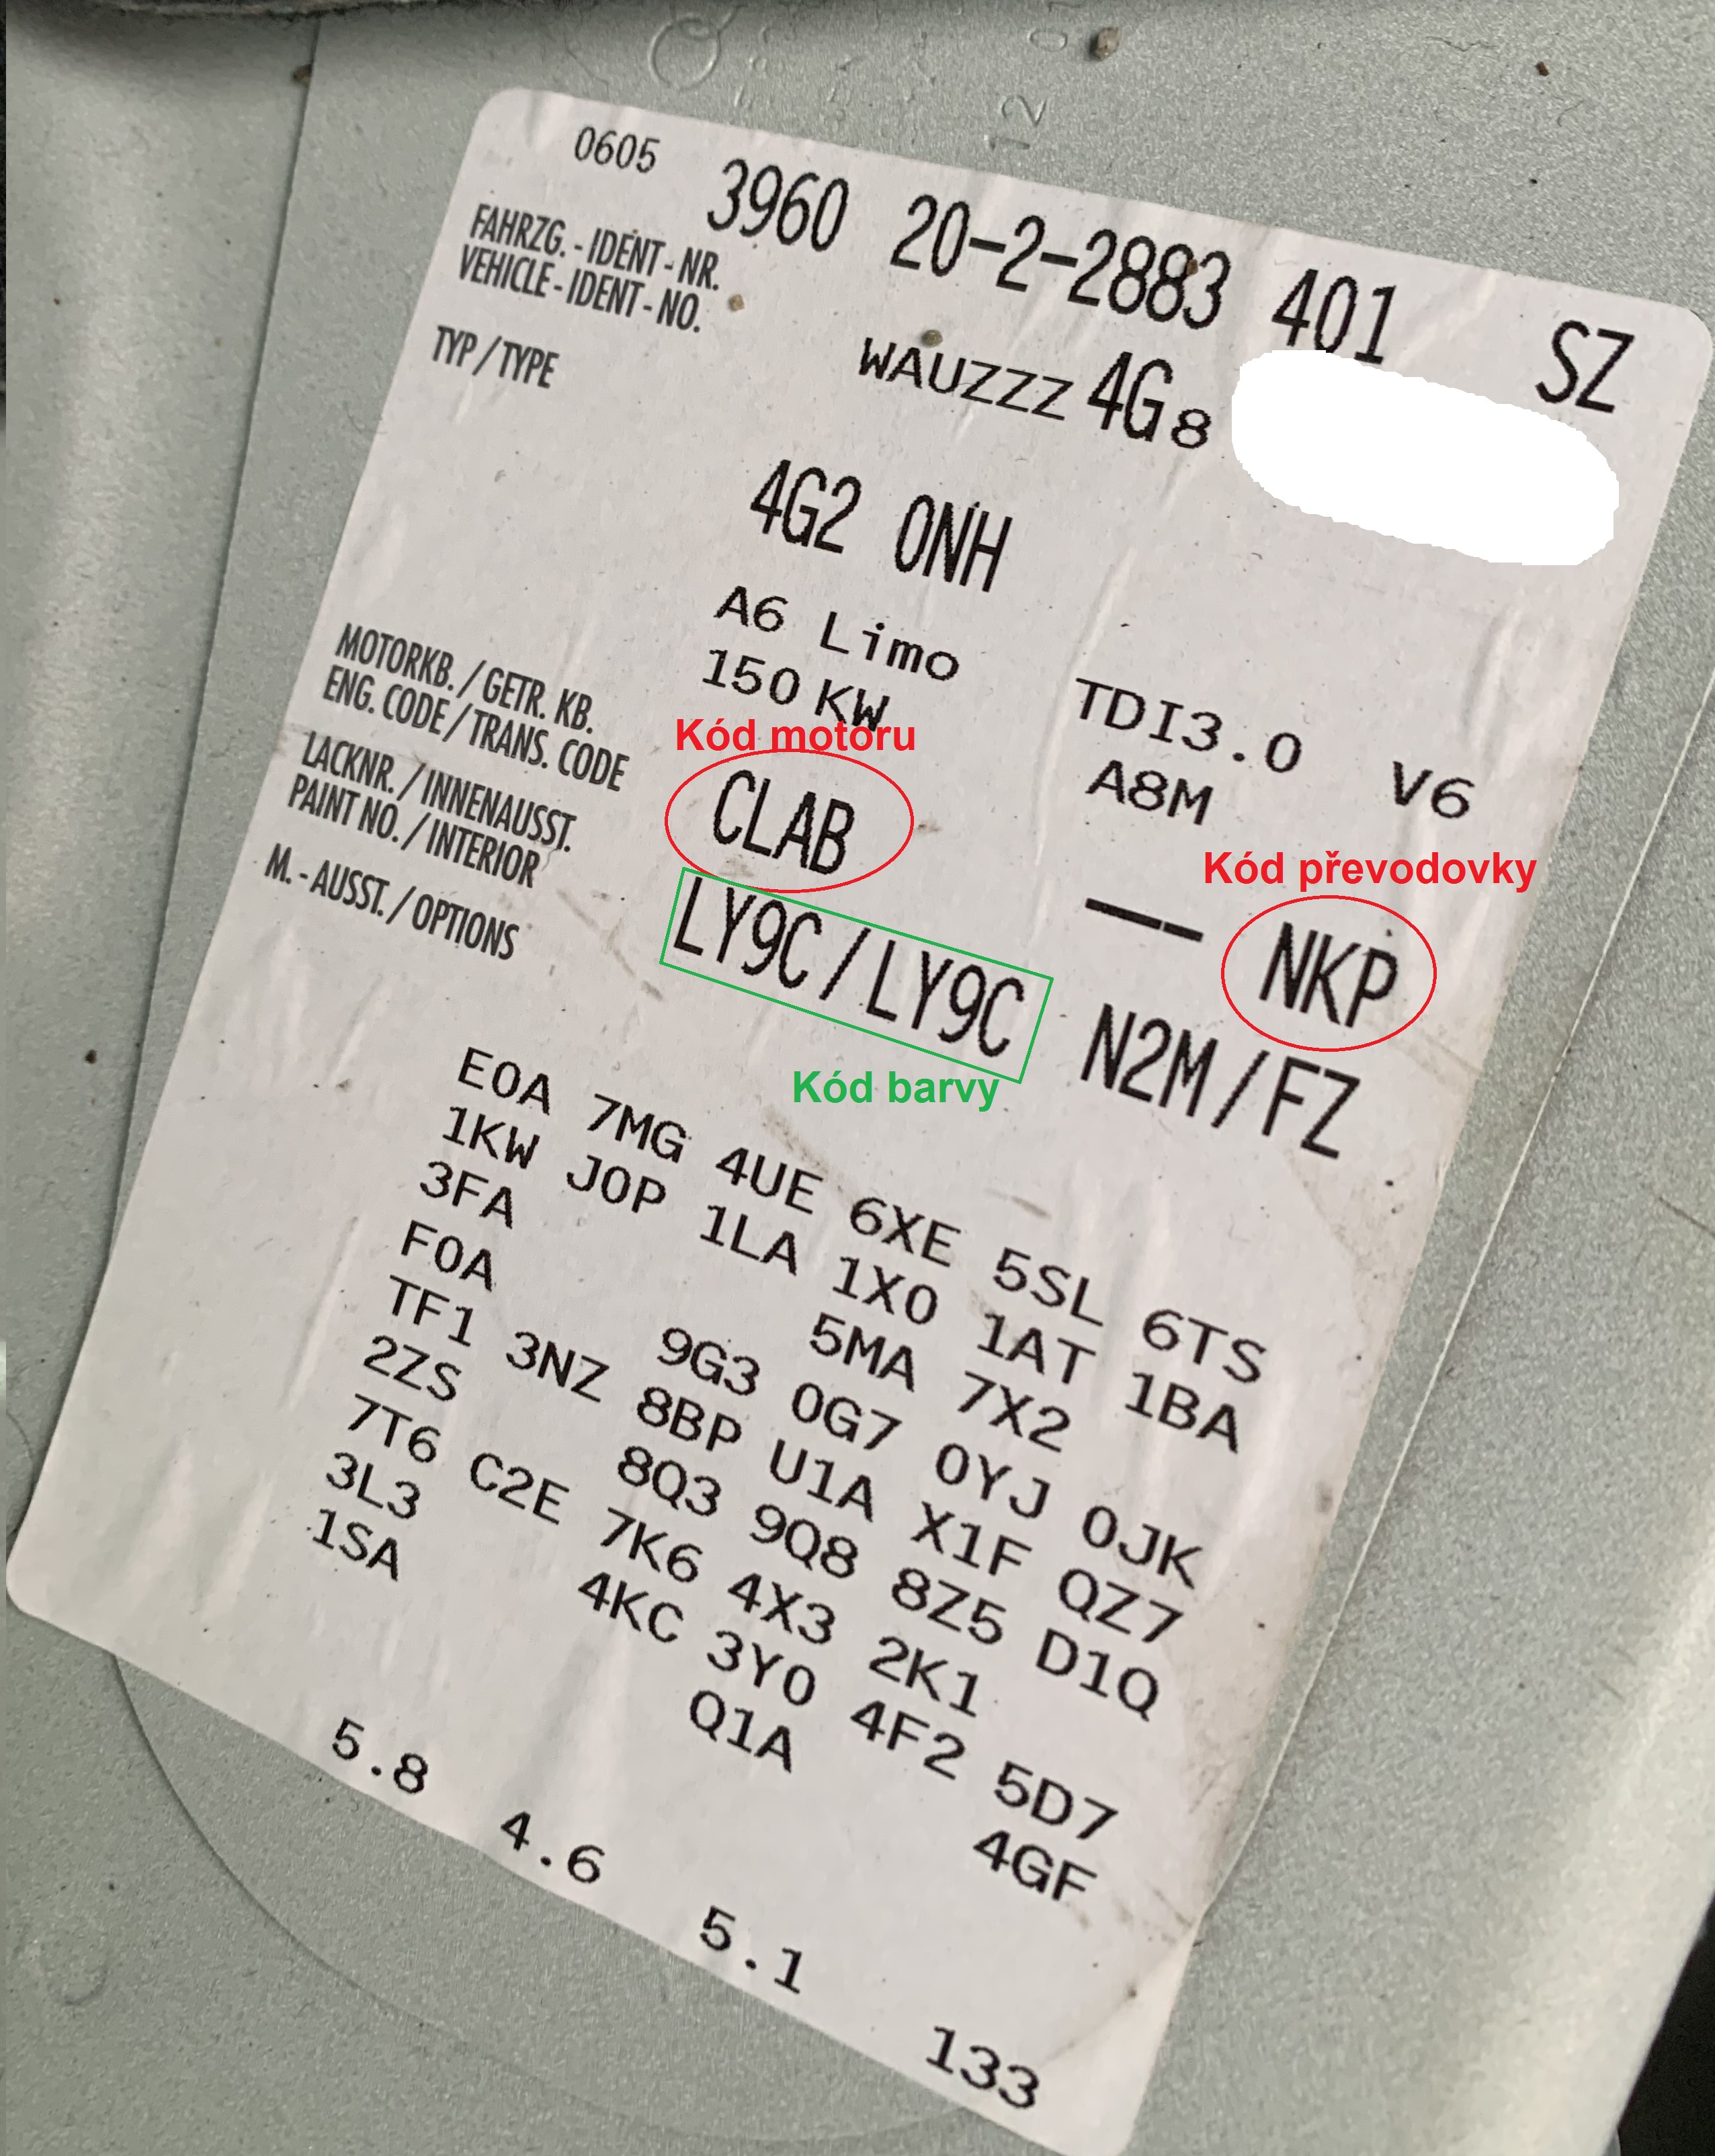 0605 3960 20-2-2883 401 SZ
FAHRZG. - IDENT - NR.
VEHICLE - IDENT - NO.
WAUZZZ 4G8
TYP / TYPE
4G2 0NH
A6 Limo TDI3.0 V6
150 KW A8M
MOTORKB. / GETR. KB.
ENG. CODE / TRANS. CODE
Kód motoru
CLAB -- NKP
Kód převodovky
LACKNR. / INNENAUSST.
PAINT NO. / INTERIOR
LY9C/LY9C N2M/FZ
Kód barvy
M. - AUSST. / OPTIONS
E0A 7MG 4UE 6XE 5SL 6TS
1KW J0P 1LA 1X0 1AT 1BA
3FA 5MA 7X2
F0A 9G3 0G7 0YJ 0JK
TF1 3NZ 8BP U1A X1F QZ7
2ZS 8Q3 9Q8 8Z5 D1Q
7T6 C2E 7K6 4X3 2K1
3L3 4KC 3Y0 4F2 5D7
1SA Q1A 4GF
5.8 4.6 5.1 133